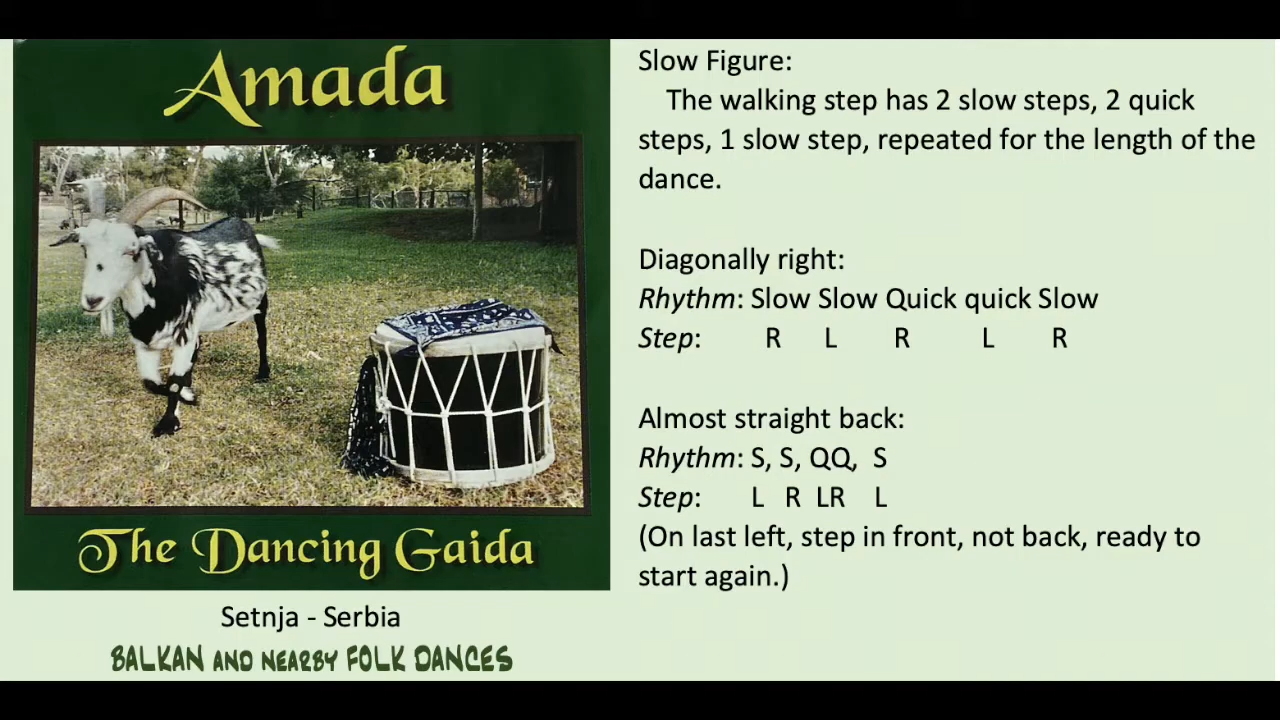 Amada
The Dancing Gaida
Setnja - Serbia
BALKAN AND NEARBY FOLK DANCES
Slow Figure:
The walking step has 2 slow steps, 2 quick
steps, 1 slow step, repeated for the length of the
dance.
Diagonally right:
Rhythm: Slow Slow Quick quick Slow
Step: R L R L R
Almost straight back:
Rhythm: S, S, QQ, S
Step: L R LR L
(On last left, step in front, not back, ready to
start again.)